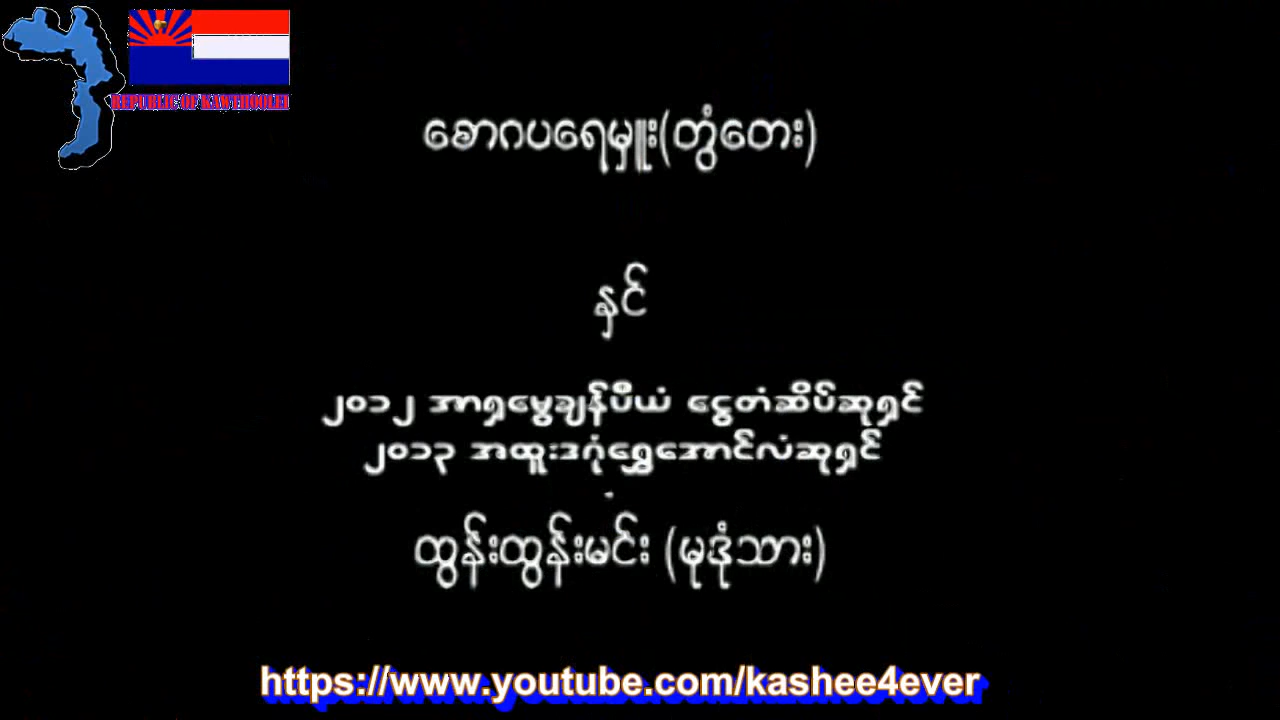 REPUBLIC OF KAWTHOOLEI
စောဂပရေမှူး(တွံတေး)
နှင်
၂၀၁၂ အာရှမွေချန်ပီယံ ငွေတံဆိပ်ဆုရှင်
၂၀၁၃ အထူးဒဂုံရွှေအောင်လံဆုရှင်
ထွန်းထွန်းမင်း (မုဒုံသား)
https://www.youtube.com/kashee4ever